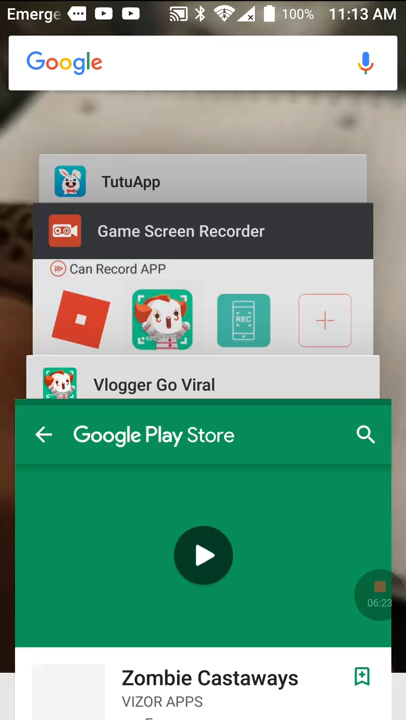 Emerge 100% 11:13 AM
Google
TutuApp
Game Screen Recorder
Can Record APP
REC
Vlogger Go Viral
Google Play Store
06:23
Zombie Castaways
VIZOR APPS